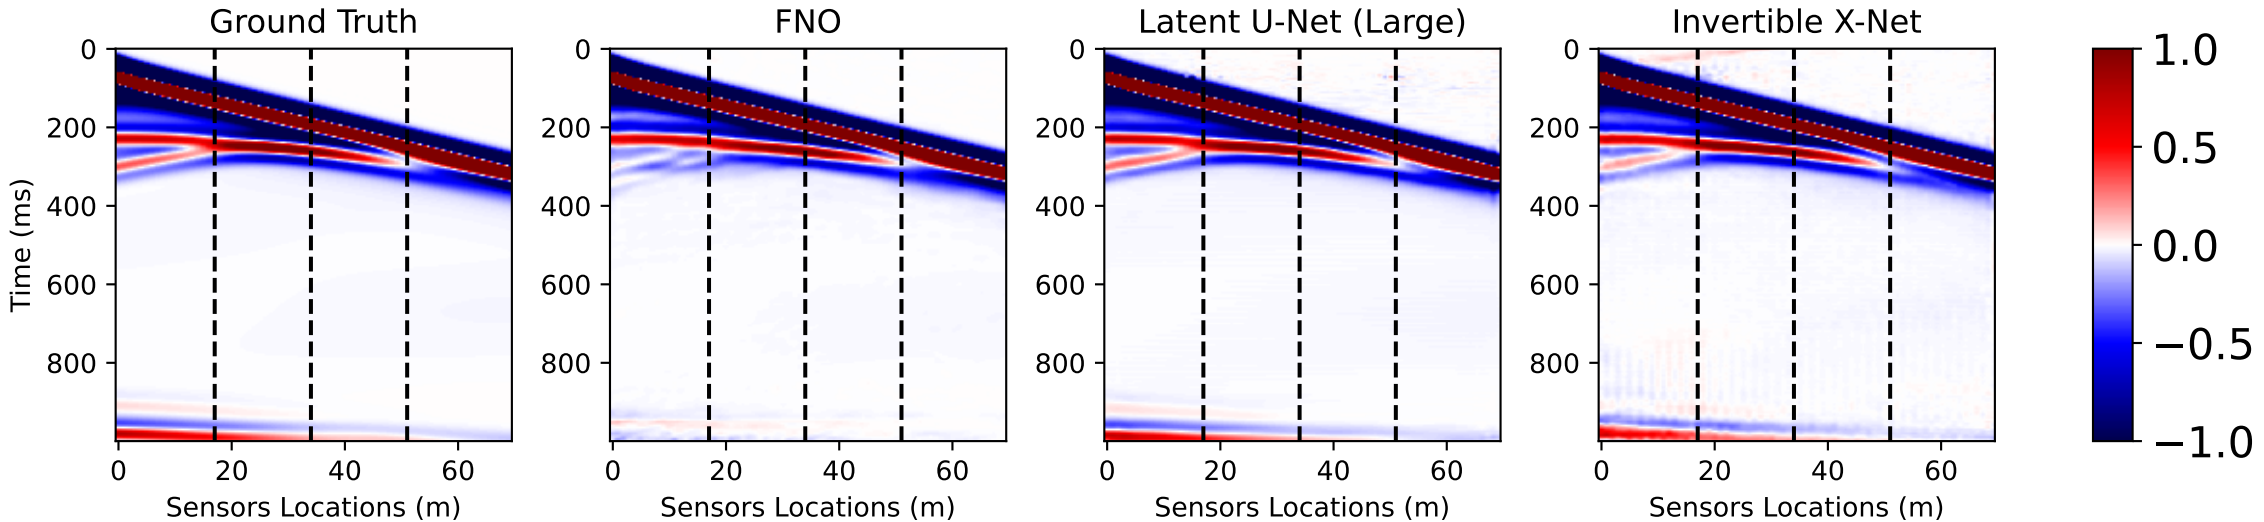 Ground Truth
FNO
Latent U-Net (Large)
Invertible X-Net
Time (ms)
0
200
400
600
800
0 20 40 60
Sensors Locations (m)
0
200
400
600
800
0 20 40 60
Sensors Locations (m)
0
200
400
600
800
0 20 40 60
Sensors Locations (m)
0
200
400
600
800
0 20 40 60
Sensors Locations (m)
1.0
0.5
0.0
−0.5
−1.0